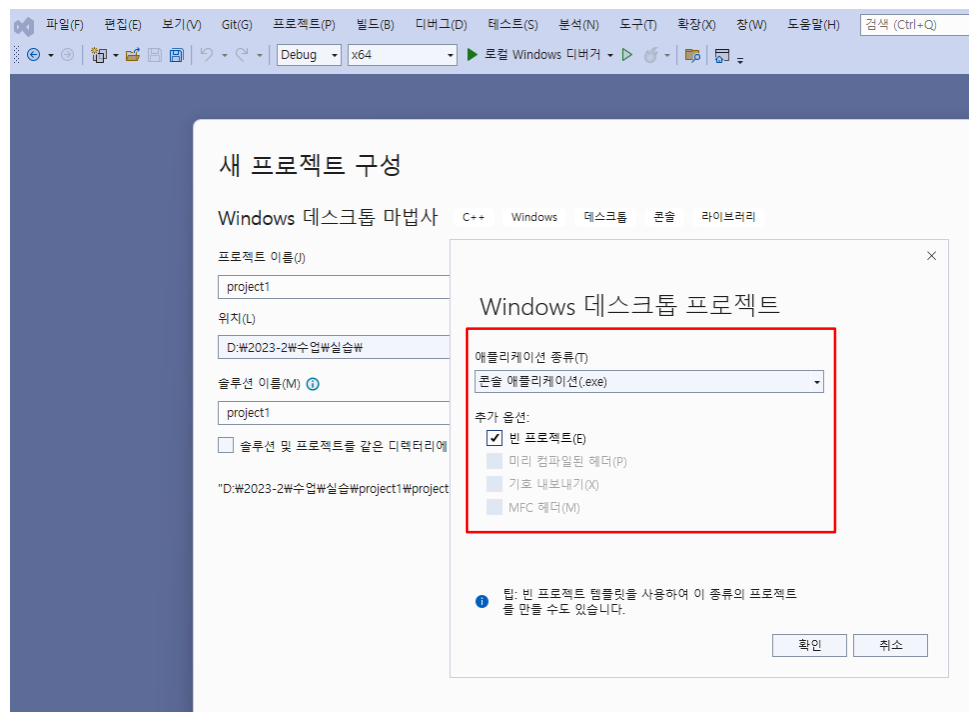 파일(F) 편집(E) 보기(V) Git(G) 프로젝트(P) 빌드(B) 디버그(D) 테스트(S) 분석(N) 도구(T) 확장(X) 창(W) 도움말(H) 검색 (Ctrl+Q)
Debug x64 로컬 Windows 디버거
새 프로젝트 구성
Windows 데스크톱 마법사 C++ Windows 데스크톱 콘솔 라이브러리
프로젝트 이름(J)
project1
위치(L)
D:₩2023-2₩수업₩실습₩
솔루션 이름(M)
project1
솔루션 및 프로젝트를 같은 디렉터리에
"D:₩2023-2₩수업₩실습₩project1₩project
Windows 데스크톱 프로젝트
애플리케이션 종류(T)
콘솔 애플리케이션(.exe)
추가 옵션:
빈 프로젝트(E)
미리 컴파일된 헤더(P)
기호 내보내기(X)
MFC 헤더(M)
팁: 빈 프로젝트 템플릿을 사용하여 이 종류의 프로젝트
를 만들 수도 있습니다.
확인 취소